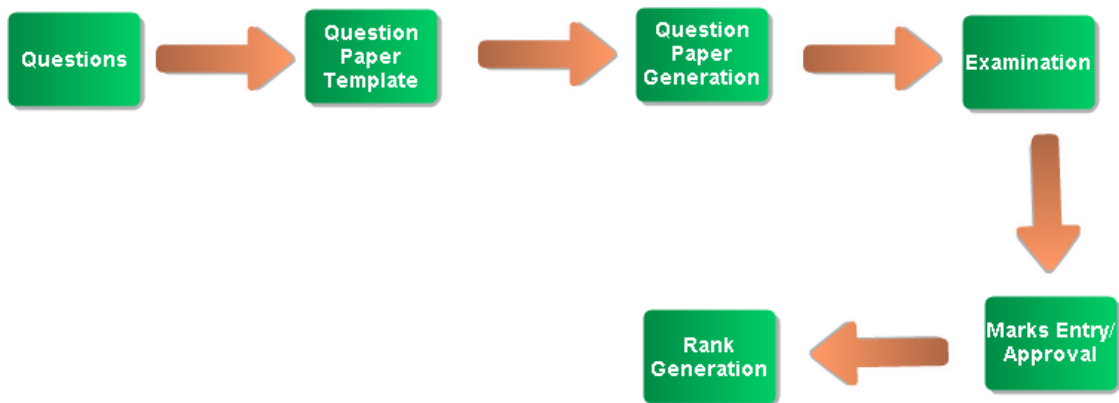 Questions
Question
Paper
Template
Question
Paper
Generation
Examination
Marks Entry/
Approval
Rank
Generation